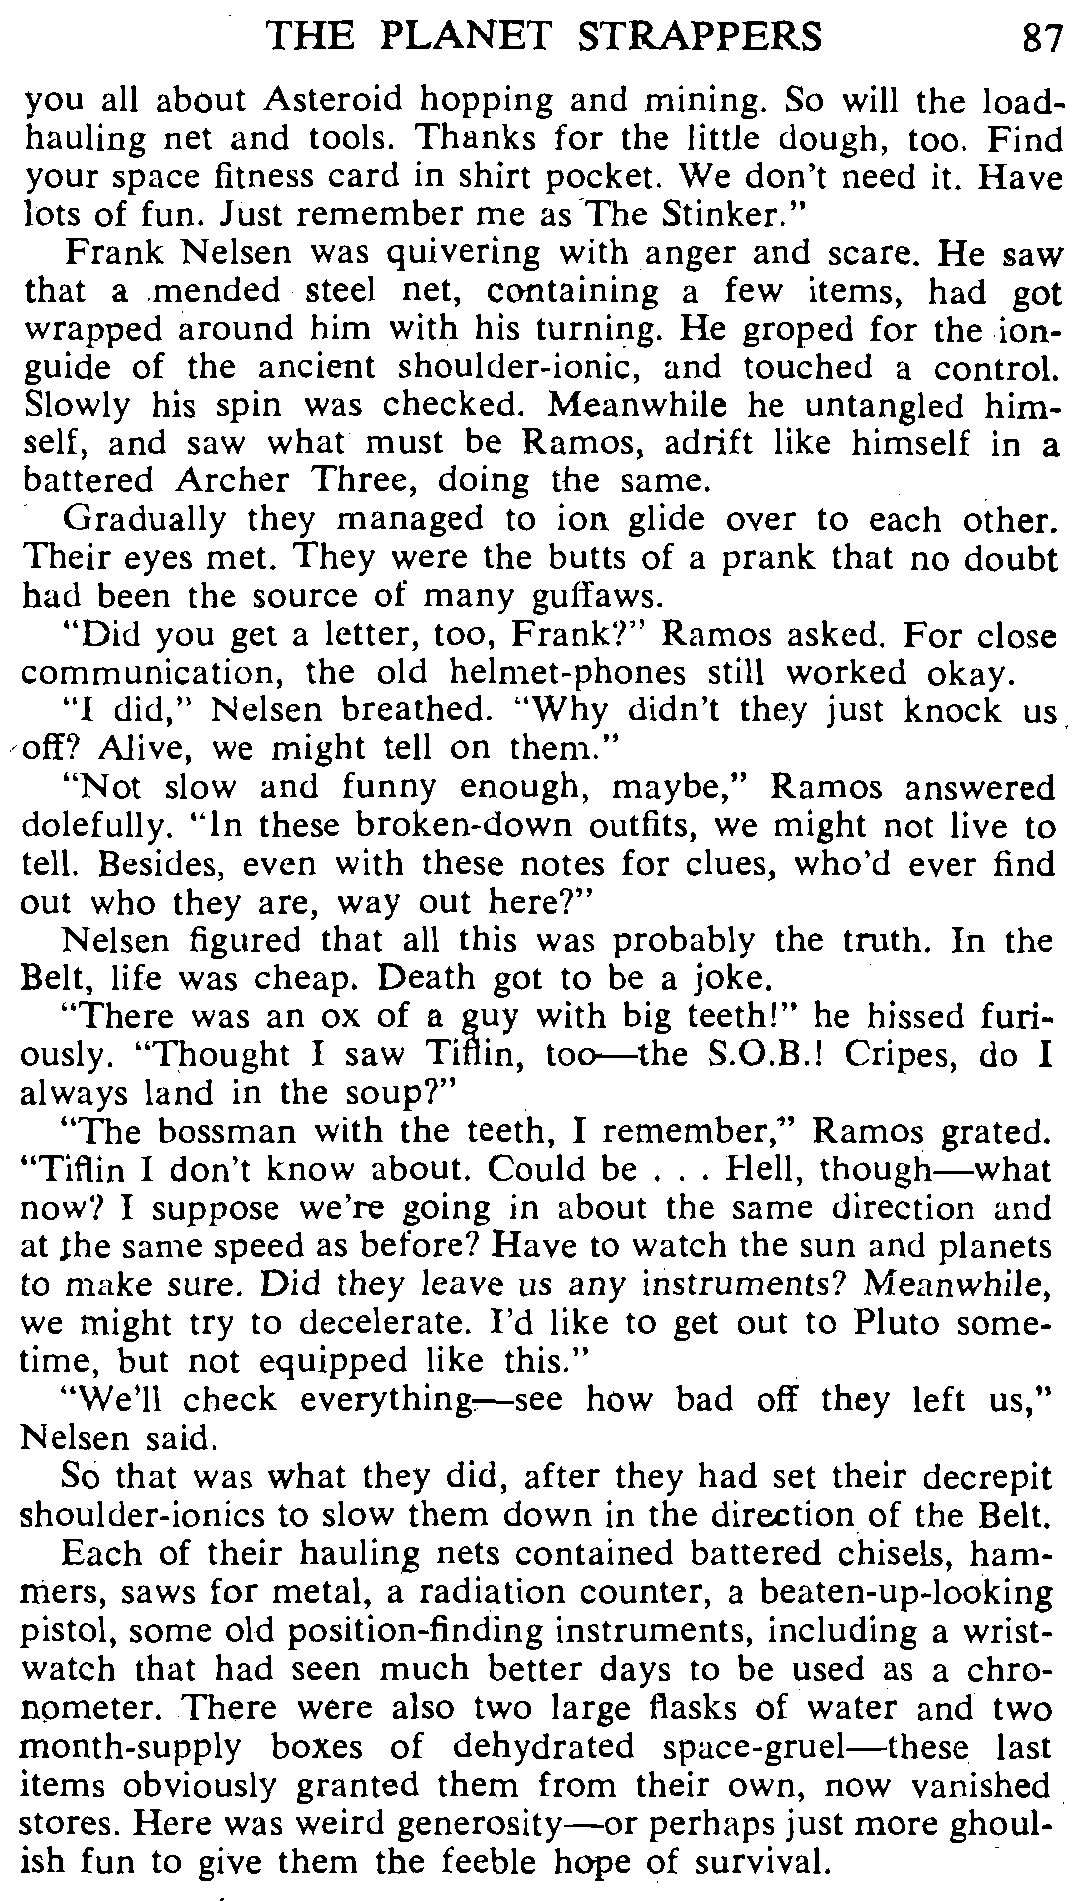 THE PLANET STRAPPERS 87
you all about Asteroid hopping and mining. So will the load-
hauling net and tools. Thanks for the little dough, too. Find
your space fitness card in shirt pocket. We don't need it. Have
lots of fun. Just remember me as The Stinker."
Frank Nelsen was quivering with anger and scare. He saw
that a mended steel net, containing a few items, had got
wrapped around him with his turning. He groped for the ion-
guide of the ancient shoulder-ionic, and touched a control.
Slowly his spin was checked. Meanwhile he untangled him-
self, and saw what must be Ramos, adrift like himself in a
battered Archer Three, doing the same.
Gradually they managed to ion glide over to each other.
Their eyes met. They were the butts of a prank that no doubt
had been the source of many guffaws.
"Did you get a letter, too, Frank?" Ramos asked. For close
communication, the old helmet-phones still worked okay.
"I did," Nelsen breathed. "Why didn't they just knock us
off? Alive, we might tell on them."
"Not slow and funny enough, maybe," Ramos answered
dolefully. "In these broken-down outfits, we might not live to
tell. Besides, even with these notes for clues, who'd ever find
out who they are, way out here?"
Nelsen figured that all this was probably the truth. In the
Belt, life was cheap. Death got to be a joke.
"There was an ox of a guy with big teeth!" he hissed furi-
ously. "Thought I saw Tiflin, too—the S.O.B.! Cripes, do I
always land in the soup?"
"The bossman with the teeth, I remember," Ramos grated.
"Tiflin I don't know about. Could be . . . Hell, though—what
now? I suppose we're going in about the same direction and
at the same speed as before? Have to watch the sun and planets
to make sure. Did they leave us any instruments? Meanwhile,
we might try to decelerate. I'd like to get out to Pluto some-
time, but not equipped like this."
"We'll check everything—see how bad off they left us,"
Nelsen said.
So that was what they did, after they had set their decrepit
shoulder-ionics to slow them down in the direction of the Belt.
Each of their hauling nets contained battered chisels, ham-
mers, saws for metal, a radiation counter, a beaten-up-looking
pistol, some old position-finding instruments, including a wrist-
watch that had seen much better days to be used as a chro-
nometer. There were also two large flasks of water and two
month-supply boxes of dehydrated space-gruel—these last
items obviously granted them from their own, now vanished
stores. Here was weird generosity—or perhaps just more ghoul-
ish fun to give them the feeble hope of survival.